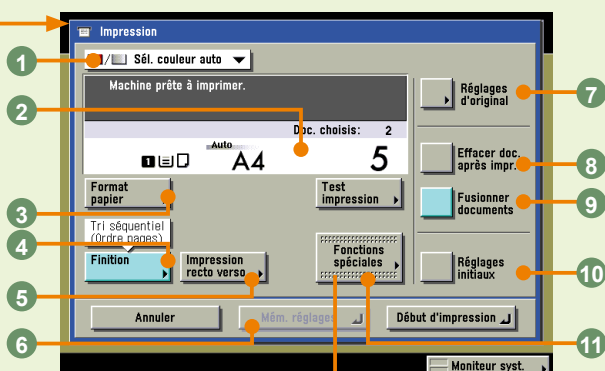 Impression
1
/ Sél. couleur auto
Machine prête à imprimer.
2
Doc. choisis: 2
Auto
1 A4 5
Format
papier
Test
impression
3
Tri séquentiel
(Ordre pages)
4
Finition
Impression
recto verso
Fonctions
spéciales
5
Annuler
Mém. réglages
Début d'impression
6
Réglages
d'original
7
Effacer doc.
après impr.
8
Fusionner
documents
9
Réglages
initiaux
10
11
Moniteur syst.